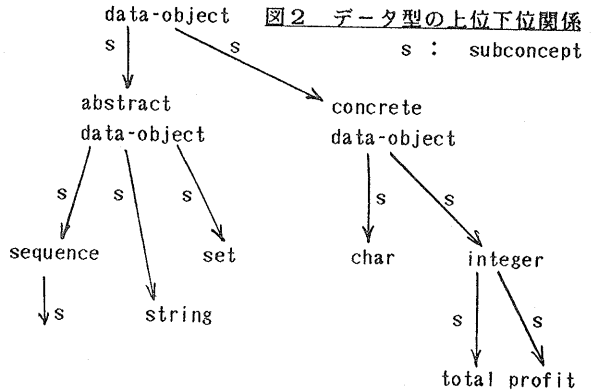 data-object 図２ データ型の上位下位関係
s s s : subconcept
abstract concrete
data-object data-object
s s s s s
sequence set char integer
s string s s
total profit